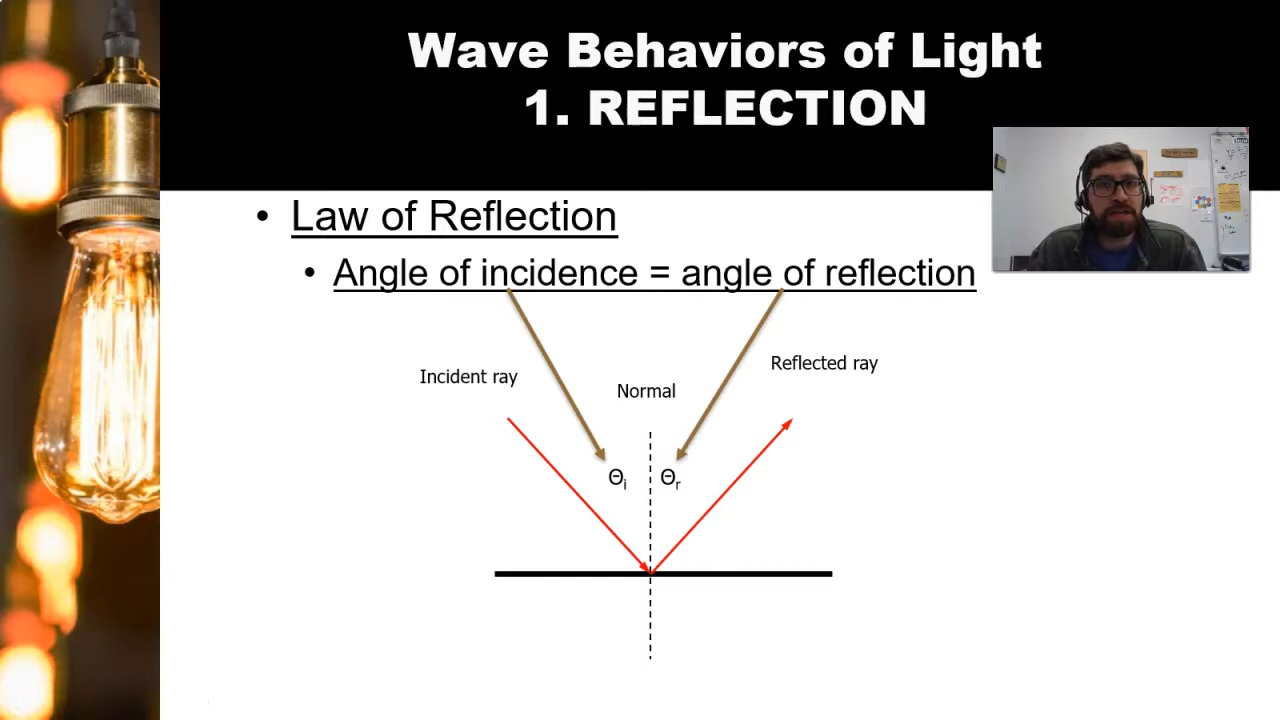 Wave Behaviors of Light
1. REFLECTION
• Law of Reflection
• Angle of incidence = angle of reflection
Incident ray
Normal
Reflected ray
Θi
Θr